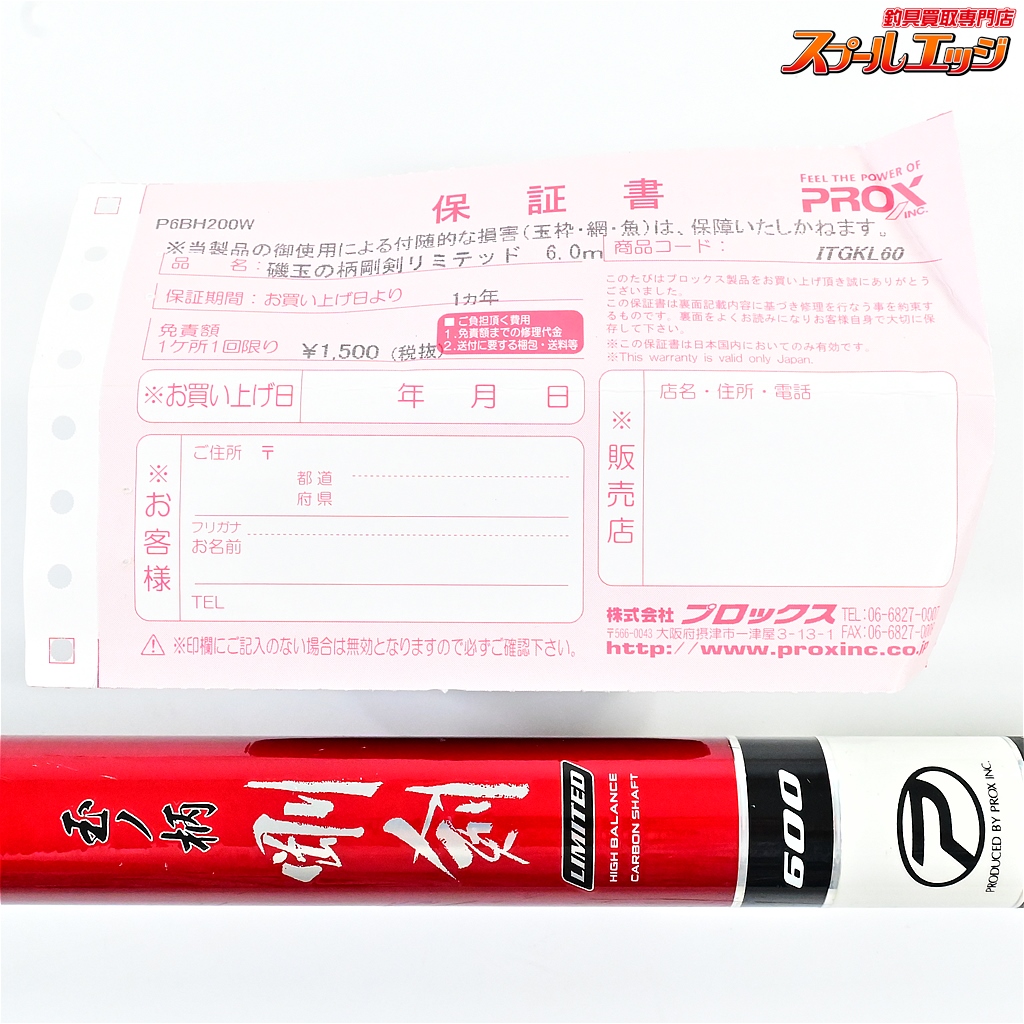 釣具買取専門店
スプールエッジ
FEEL THE POWER OF
PROX INC.
保証書
P6BH200W
※当製品の御使用による付随的な損害(玉枠・網・魚)は、保障いたしかねます。
品 名:磯玉の柄剛剣リミテッド 6.0m
商品コード: ITGKL60
保証期間:お買い上げ日より 1ヵ年
免責額
1ケ所1回限り ¥1,500 (税抜)
■ご負担頂く費用
1.免責額までの修理代金
2.送付に要する梱包・送料等
このたびはプロックス製品をお買い上げ頂き誠にありがとう
ございました。
この保証書は裏面記載内容に基づき修理を行なう事を約束す
るものです。裏面をよくお読みになりお客様自身で大切に保
存して下さい。
※この保証書は日本国内においてのみ有効です。
※This warranty is valid only Japan.
※お買い上げ日 年 月 日
※お客様
ご住所 〒
都道
府県
フリガナ
お名前
TEL
※販売店
店名・住所・電話
⚠※印欄にご記入のない場合は無効となりますので必ずご確認下さい。
株式会社 プロックス TEL:06-6827-
〒566-0043 大阪府摂津市一津屋3-13-1 FAX:06-6827-
http://www.proxinc.co.jp
玉ノ柄
剛剣
LIMITED
HIGH BALANCE
CARBON SHAFT
600
P
PRODUCED BY PROX INC.